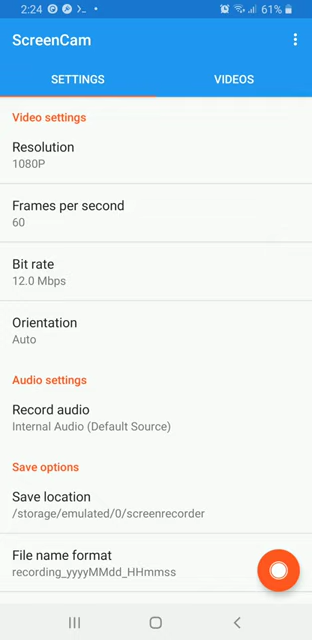 2:24
61%
ScreenCam
SETTINGS
VIDEOS
Video settings
Resolution
1080P
Frames per second
60
Bit rate
12.0 Mbps
Orientation
Auto
Audio settings
Record audio
Internal Audio (Default Source)
Save options
Save location
/storage/emulated/0/screenrecorder
File name format
recording_yyyyMMdd_HHmmss